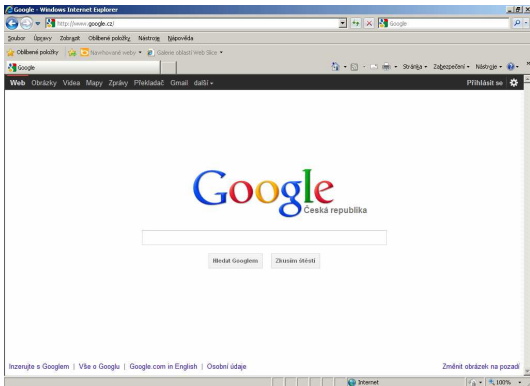 Google - Windows Internet Explorer
http://www.google.cz/ Google
Soubor Úpravy Zobrazit Oblíbené položky Nástroje Nápověda
Oblíbené položky Navrhované weby Galerie oblastí Web Slice
Google Stránka Zabezpečení Nástroje
Web Obrázky Videa Mapy Zprávy Překladač Gmail další Přihlásit se
Google
Česká republika
Hledat Googlem Zkusím štěstí
Inzerujte s Googlem | Vše o Googlu | Google.com in English | Osobní údaje Změnit obrázek na pozadí
Internet 100%